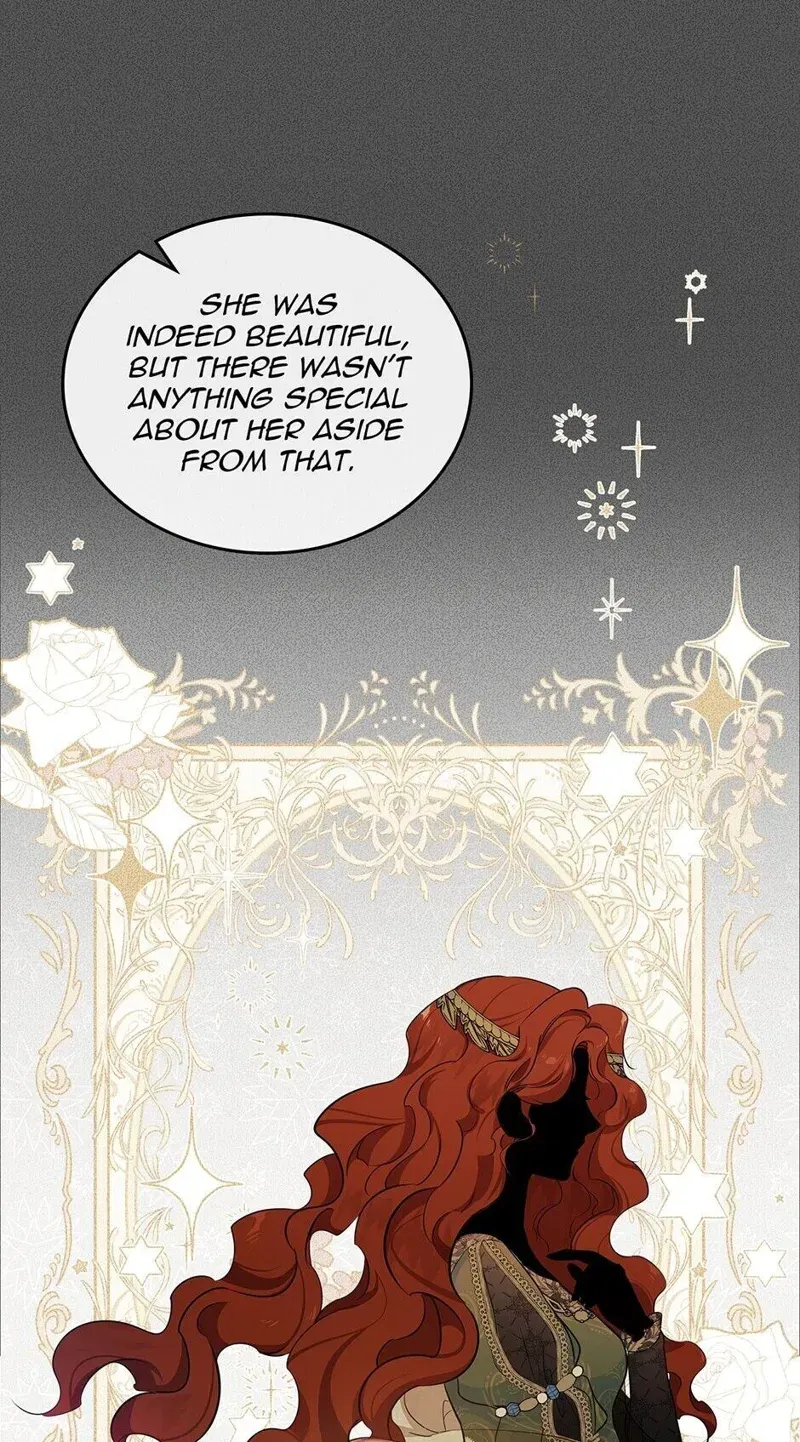 SHE WAS
INDEED BEAUTIFUL,
BUT THERE WASN'T
ANYTHING SPECIAL
ABOUT HER ASIDE
FROM THAT.